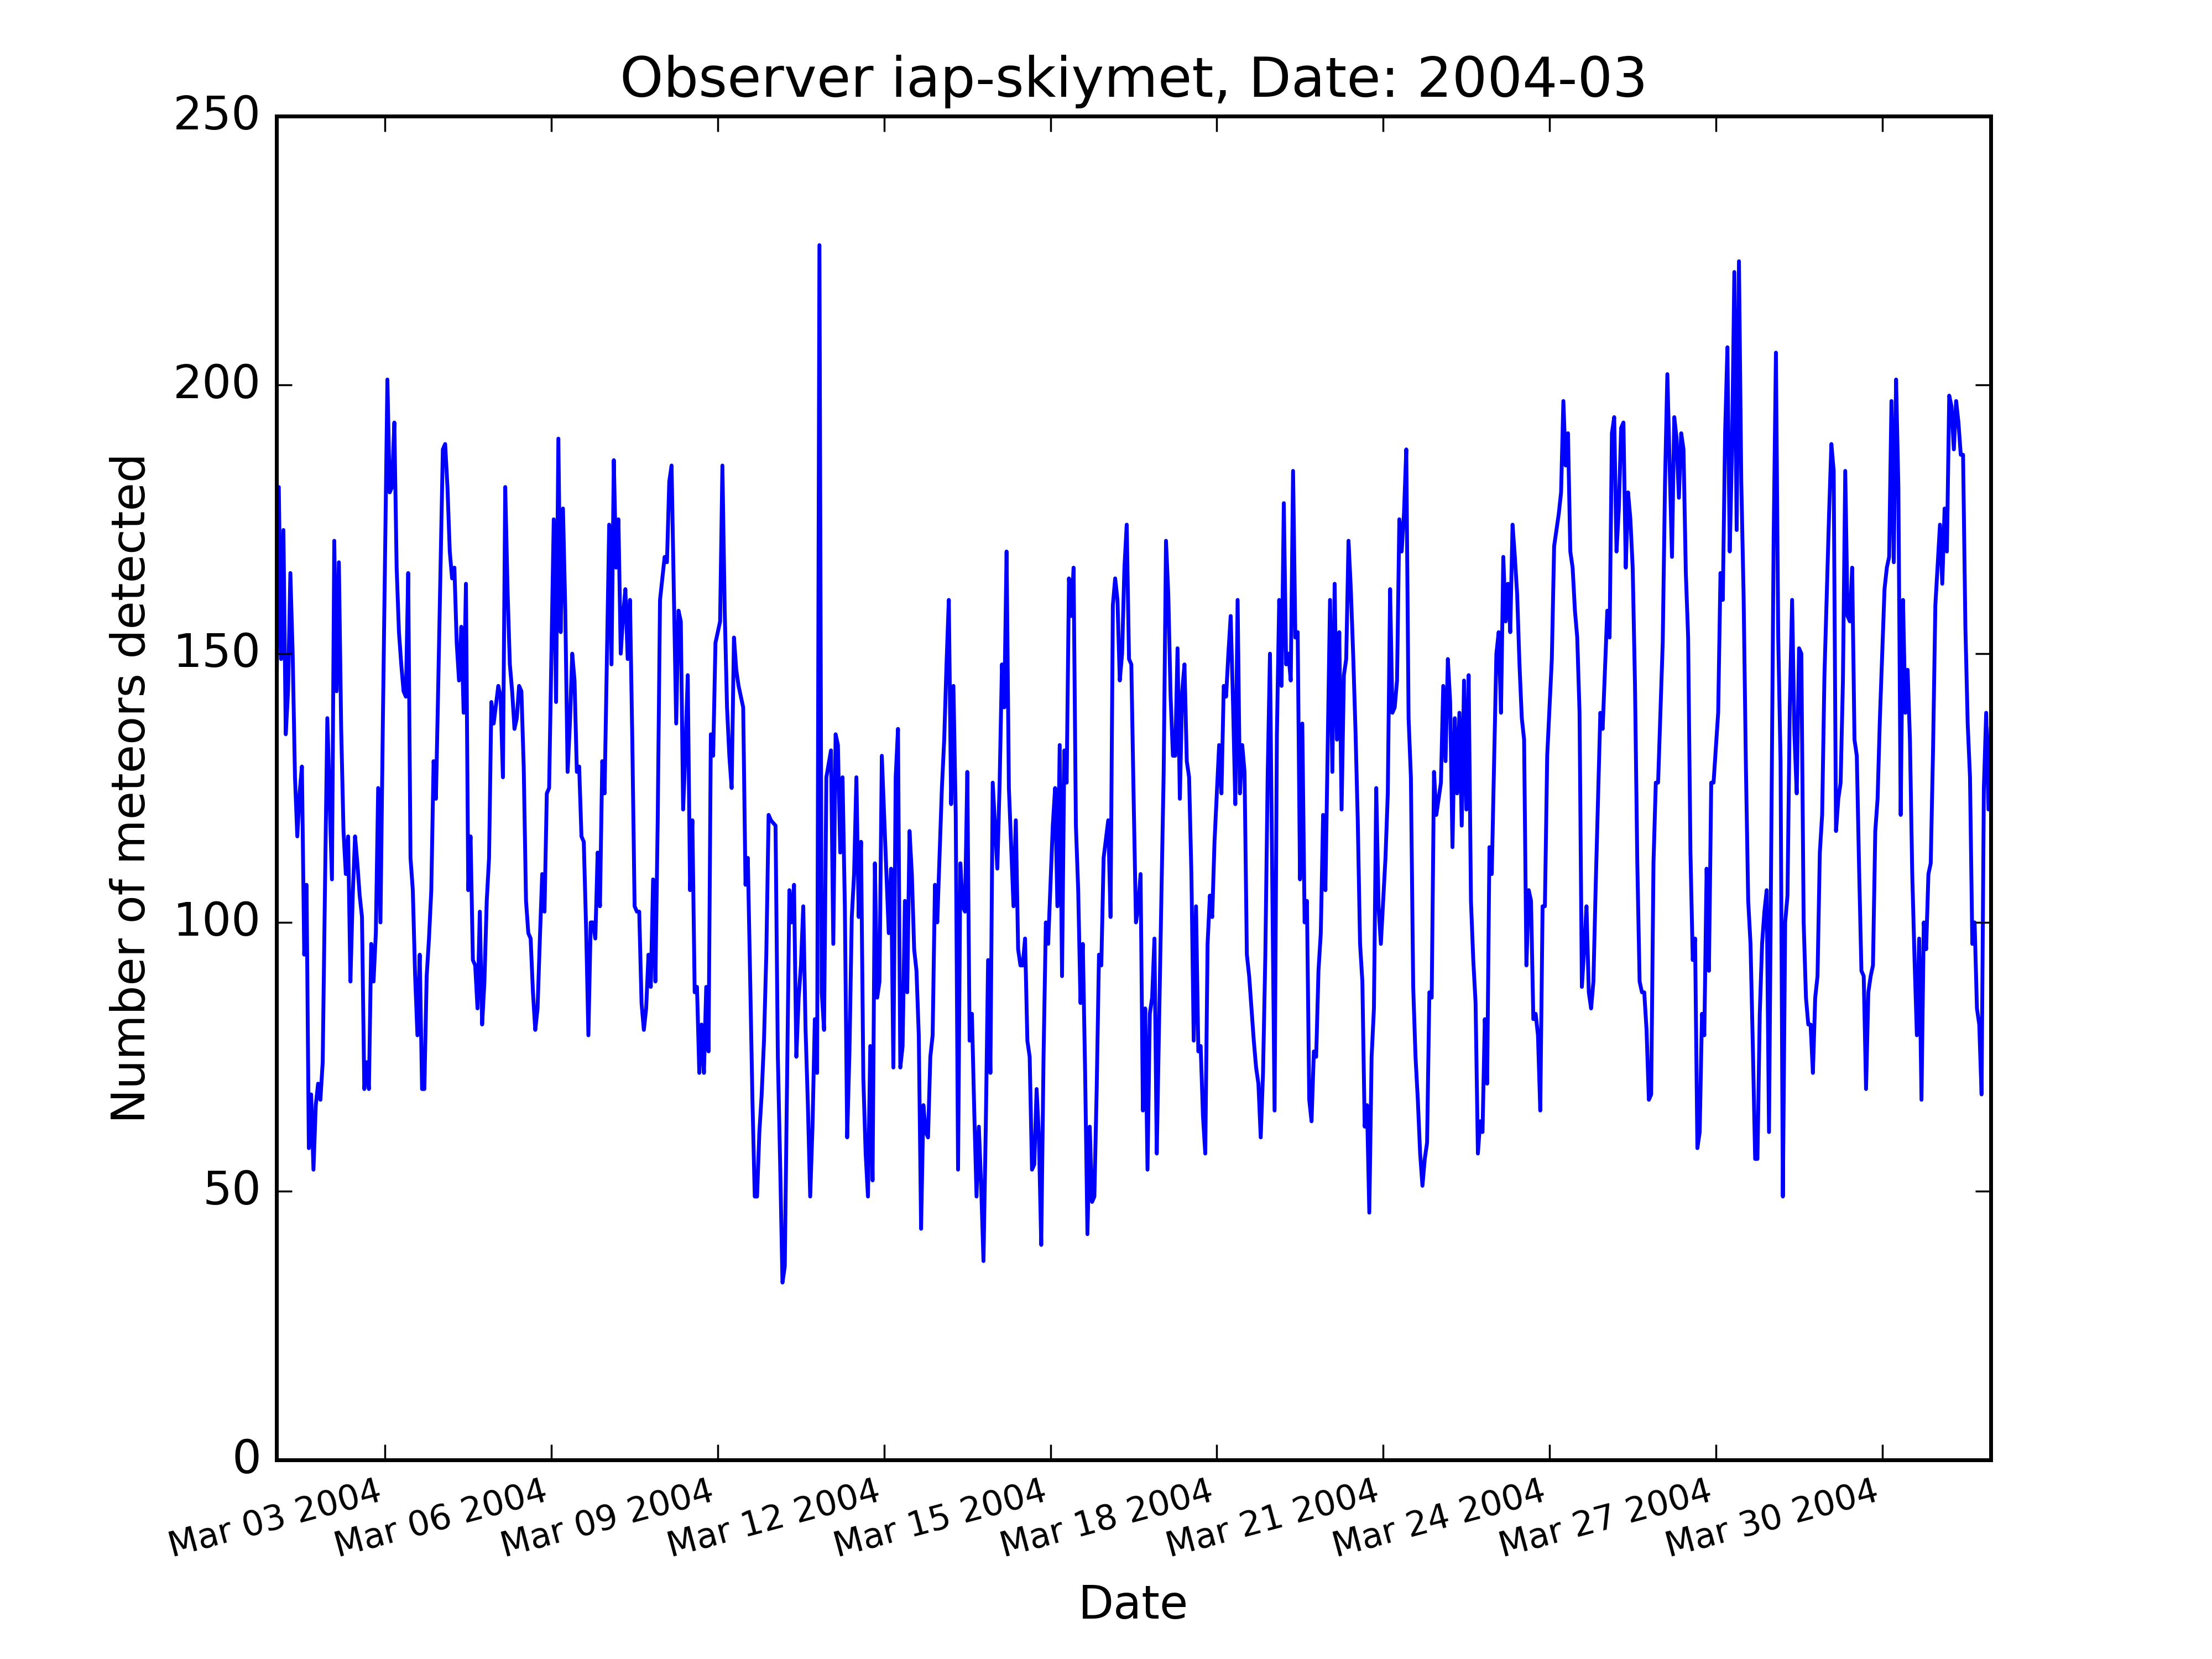 Observer iap-skiymet, Date: 2004-03
Number of meteors detected
250
200
150
100
50
0
Mar 03 2004
Mar 06 2004
Mar 09 2004
Mar 12 2004
Mar 15 2004
Mar 18 2004
Mar 21 2004
Mar 24 2004
Mar 27 2004
Mar 30 2004
Date